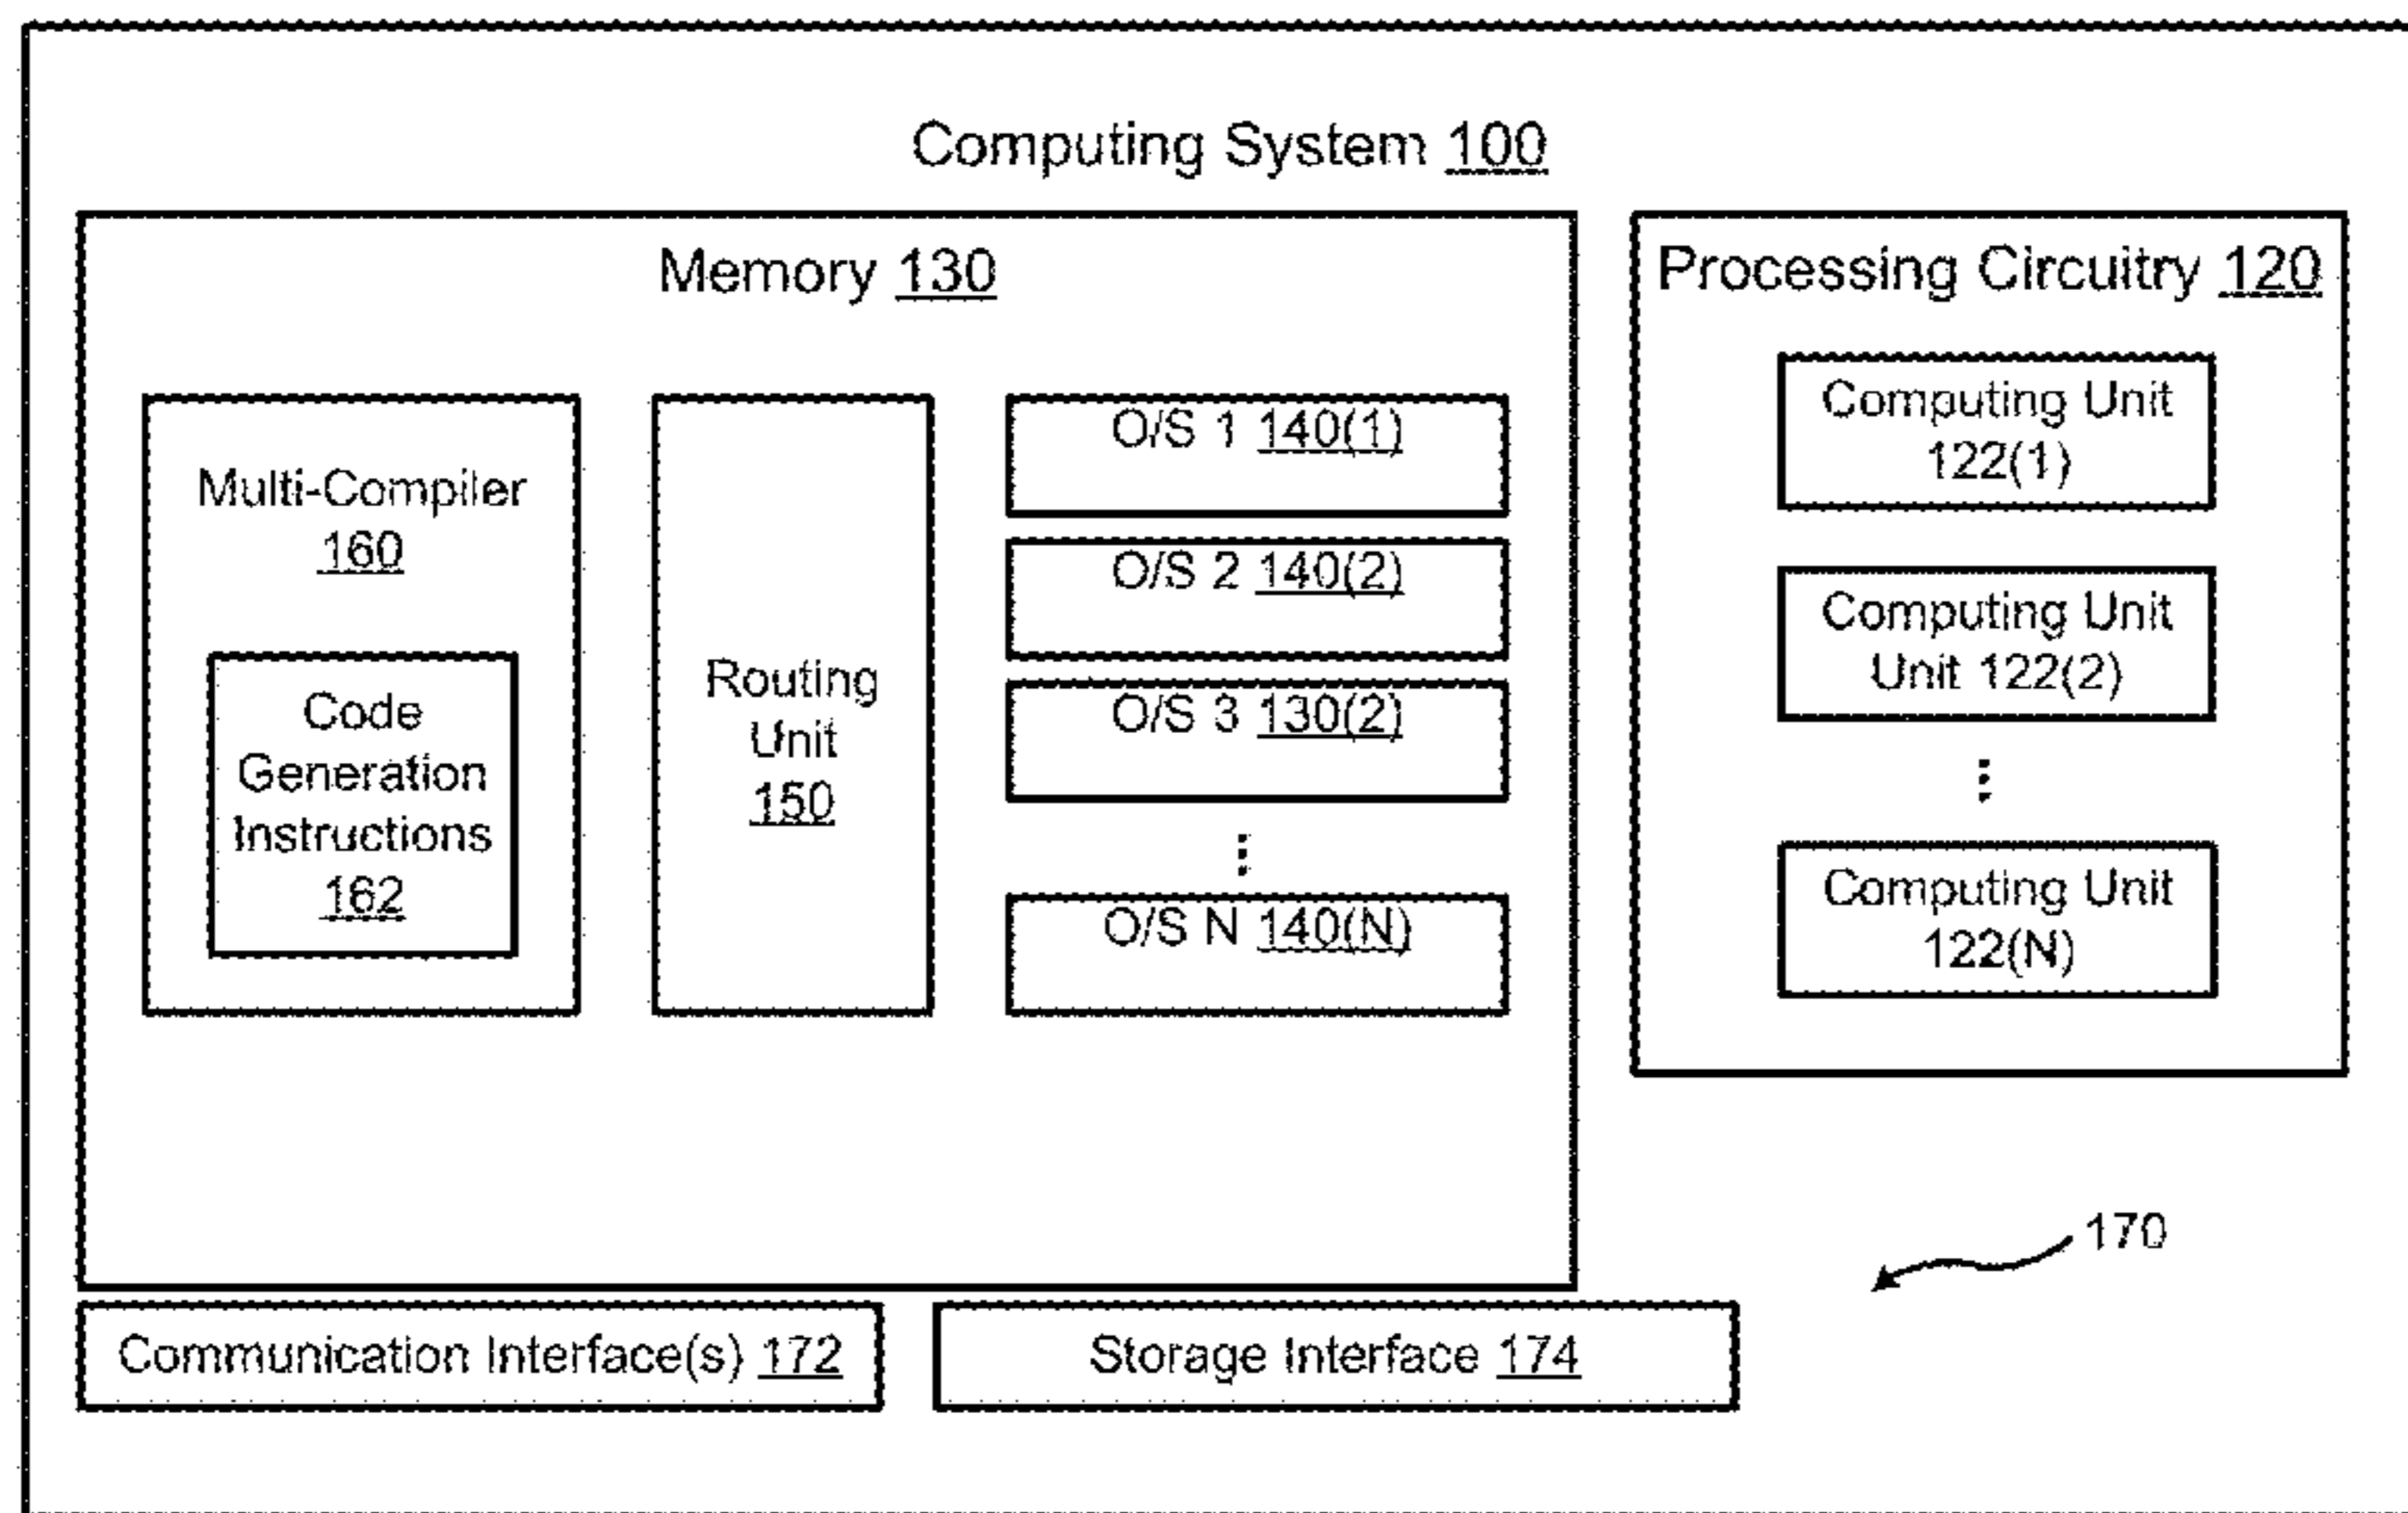 Computing System 100
Memory 130
Multi-Compiler
160
Code
Generation
Instructions
162
Routing
Unit
150
O/S 1 140(1)
O/S 2 140(2)
O/S 3 130(2)
⋮
O/S N 140(N)
Processing Circuitry 120
Computing Unit
122(1)
Computing Unit
Unit 122(2)
⋮
Computing Unit
122(N)
170
Communication Interface(s) 172
Storage Interface 174